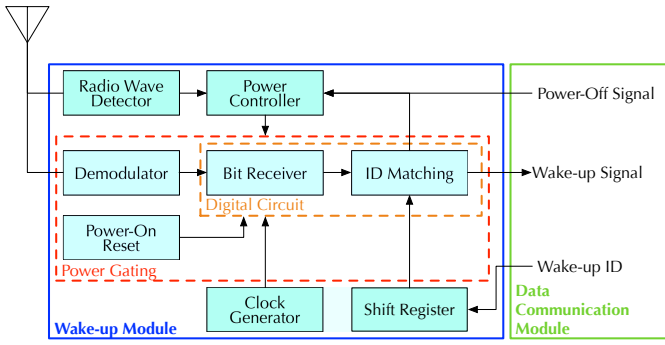 Radio Wave
Detector
Power
Controller
Power-Off Signal
Demodulator
Bit Receiver
ID Matching
Wake-up Signal
Digital Circuit
Power-On
Reset
Power Gating
Wake-up ID
Clock
Generator
Shift Register
Data
Communication
Module
Wake-up Module